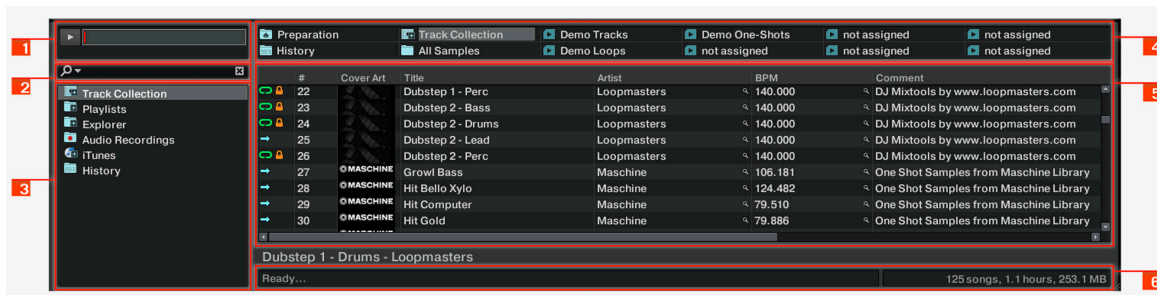 1
2
3
4
5
6
Preparation Track Collection Demo Tracks Demo One-Shots not assigned not assigned
History All Samples Demo Loops not assigned not assigned not assigned
Track Collection
Playlists
Explorer
Audio Recordings
iTunes
History
# Cover Art Title Artist BPM Comment
22 Dubstep 1 - Perc Loopmasters 140.000 DJ Mixtools by www.loopmasters.com
23 Dubstep 2 - Bass Loopmasters 140.000 DJ Mixtools by www.loopmasters.com
24 Dubstep 2 - Drums Loopmasters 140.000 DJ Mixtools by www.loopmasters.com
25 Dubstep 2 - Lead Loopmasters 140.000 DJ Mixtools by www.loopmasters.com
26 Dubstep 2 - Perc Loopmasters 140.000 DJ Mixtools by www.loopmasters.com
27 MASCHINE Growl Bass Maschine 106.181 One Shot Samples from Maschine Library
28 MASCHINE Hit Bello Xylo Maschine 124.482 One Shot Samples from Maschine Library
29 MASCHINE Hit Computer Maschine 79.510 One Shot Samples from Maschine Library
30 MASCHINE Hit Gold Maschine 79.886 One Shot Samples from Maschine Library
Dubstep 1 - Drums - Loopmasters
Ready... 125 songs, 1.1 hours, 253.1 MB